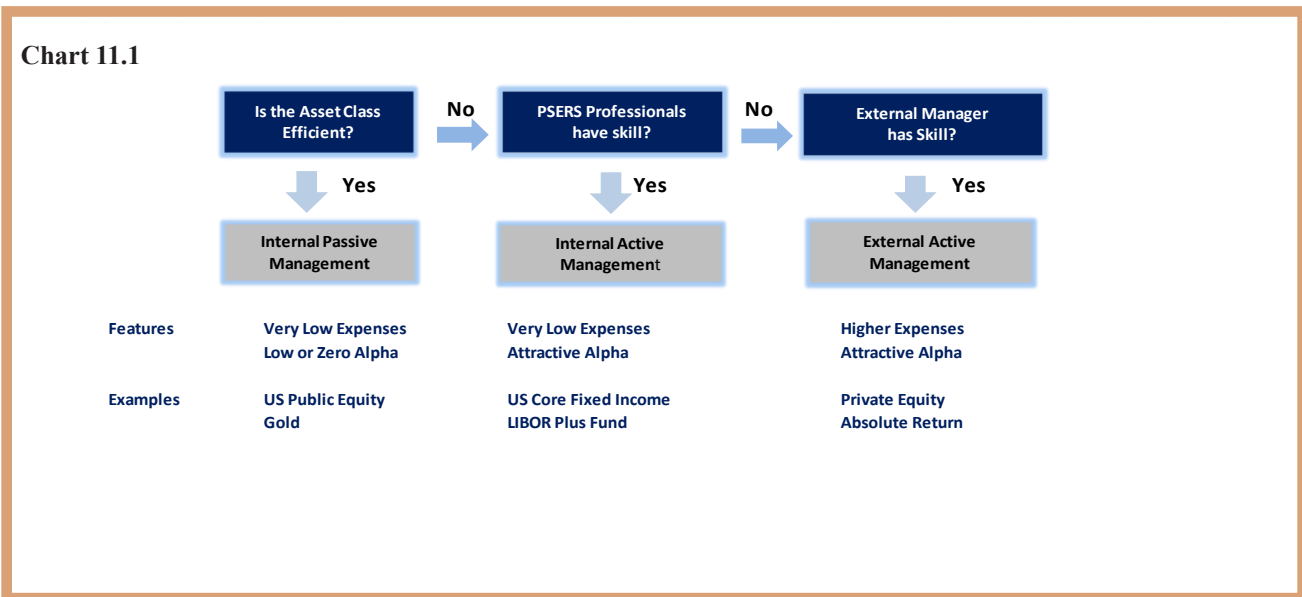 Chart 11.1
Is the Asset Class
Efficient?
No
PSERS Professionals
have skill?
No
External Manager
has Skill?
Yes
Yes
Yes
Internal Passive
Management
Internal Active
Management
External Active
Management
Features
Very Low Expenses
Low or Zero Alpha
Very Low Expenses
Attractive Alpha
Higher Expenses
Attractive Alpha
Examples
US Public Equity
Gold
US Core Fixed Income
LIBOR Plus Fund
Private Equity
Absolute Return